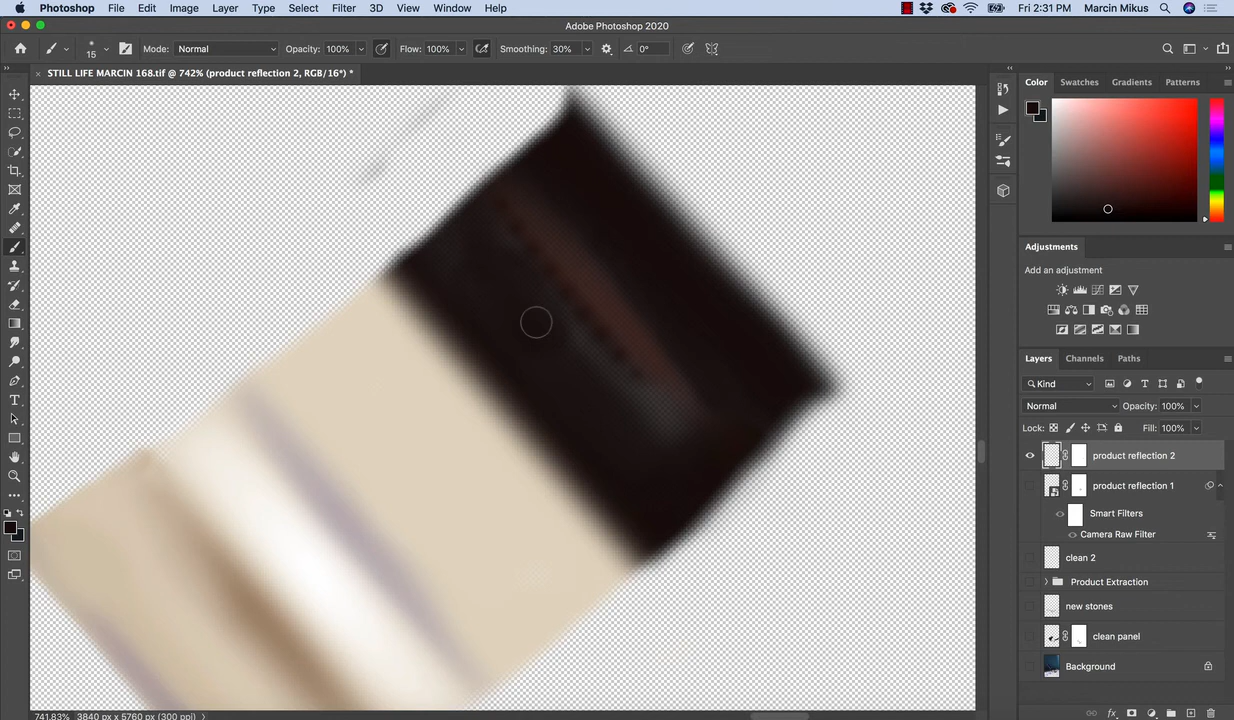 Photoshop File Edit Image Layer Type Select Filter 3D View Window Help Fri 2:31 PM Marcin Mikus
Adobe Photoshop 2020
15 Mode: Normal Opacity: 100% Flow: 100% Smoothing: 30% 0°
STILL LIFE MARCIN 168.tif @ 742% (product reflection 2, RGB/16*) *
Color Swatches Gradients Patterns
Adjustments
Add an adjustment
Layers Channels Paths
Kind
Normal Opacity: 100%
Lock: Fill: 100%
product reflection 2
product reflection 1
Smart Filters
Camera Raw Filter
clean 2
Product Extraction
new stones
clean panel
Background
741.83% 3840 px x 5760 px (300 ppi)